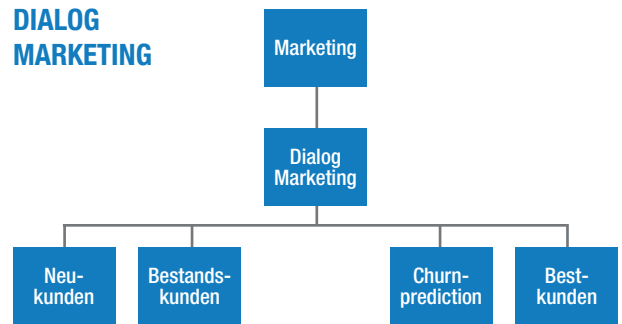 DIALOG
MARKETING
Marketing
Dialog
Marketing
Neu-
kunden
Bestands-
kunden
Churn-
prediction
Best-
kunden